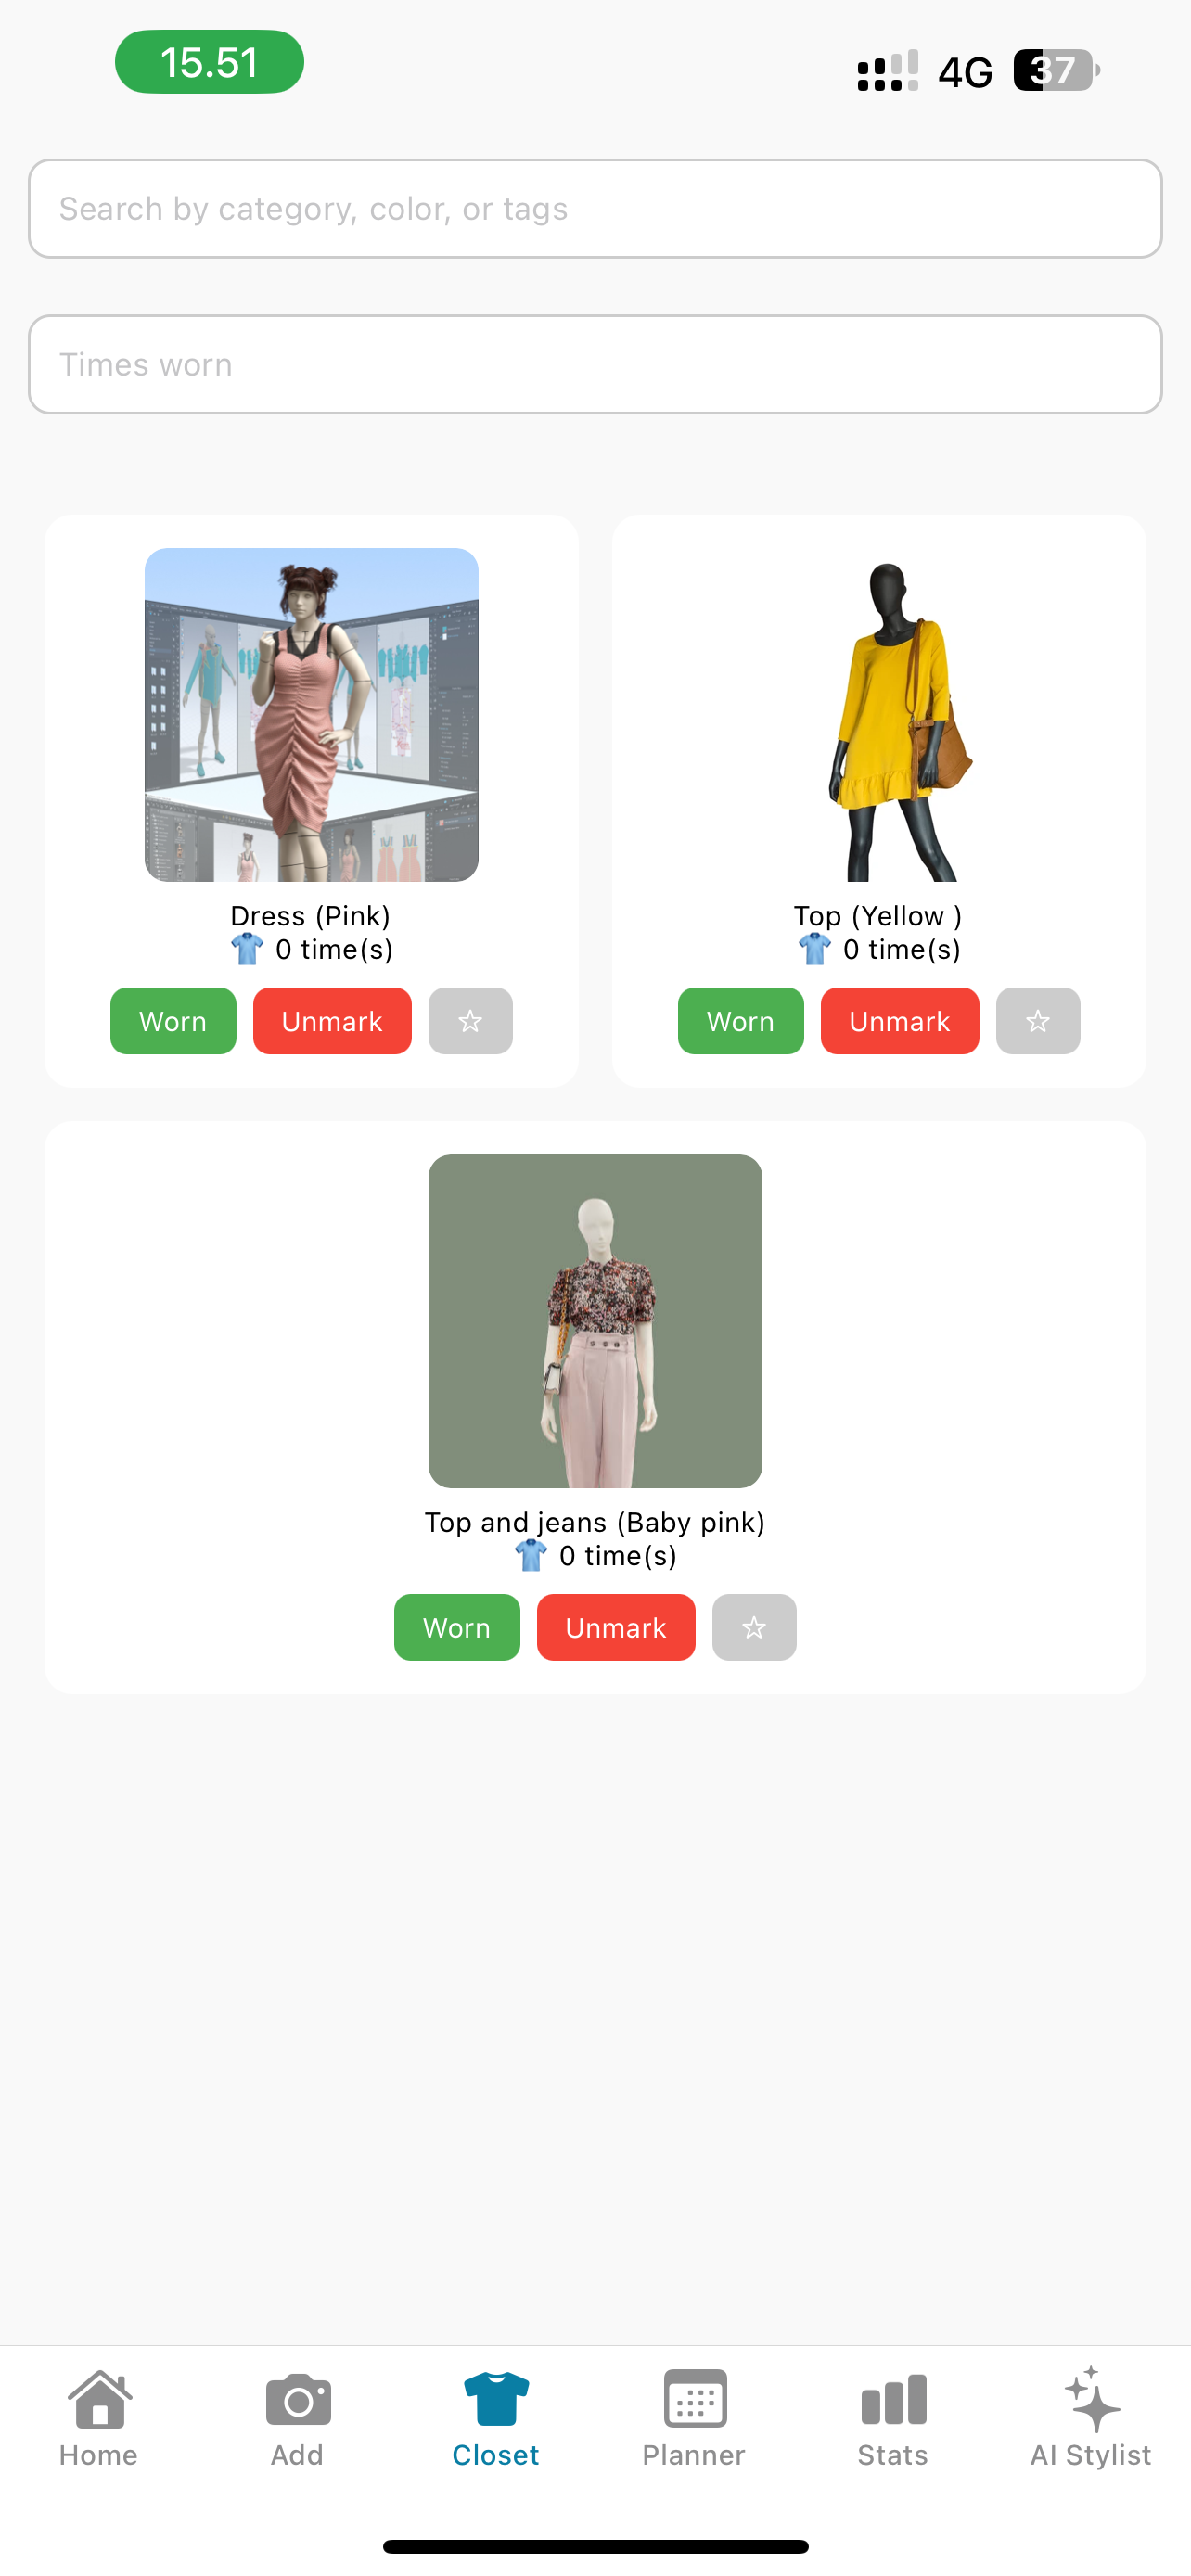 15.51
4G 37
Search by category, color, or tags
Times worn
Dress (Pink)
0 time(s)
Worn Unmark
Top (Yellow )
0 time(s)
Worn Unmark
Top and jeans (Baby pink)
0 time(s)
Worn Unmark
Home Add Closet Planner Stats AI Stylist